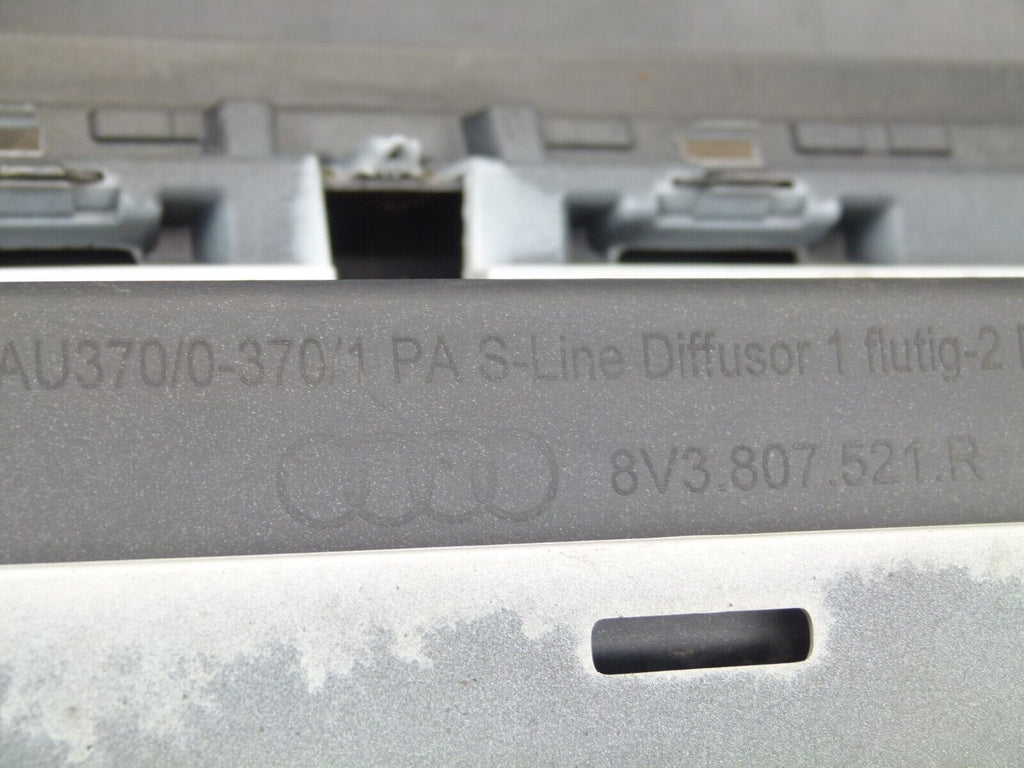 AU370/0-370/1 PA S-Line Diffusor 1 flutig-2
8V3.807.521.R